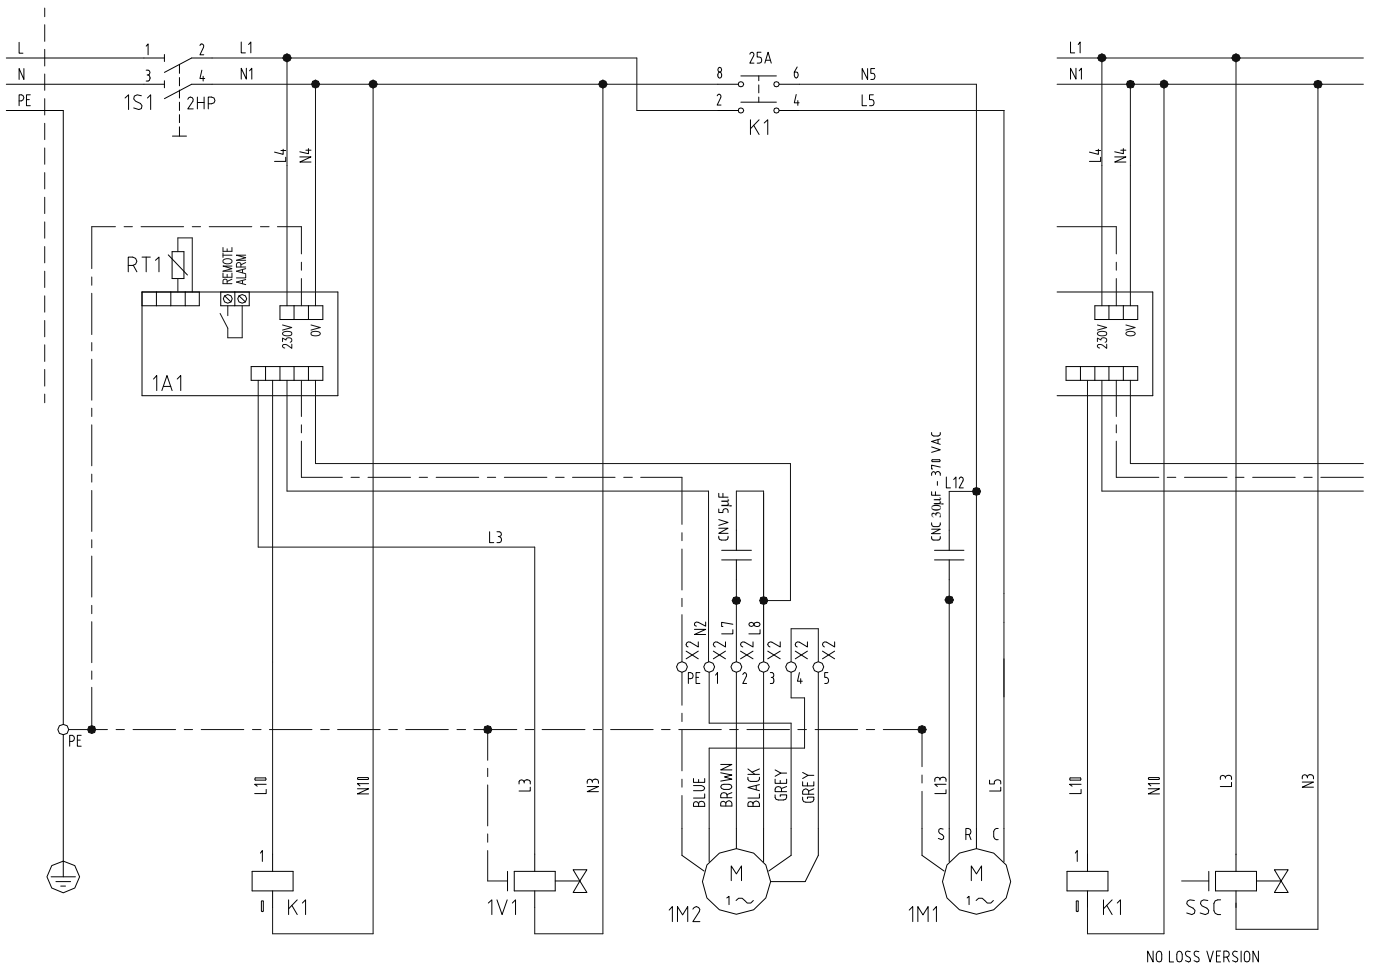 L 1 2 L1 25A L1
N 3 4 N1 8 6 N5 N1
PE 1S1 2HP 2 4 L5
K1
L4 N4 L4 N4
RT1 REMOTE ALARM
230V 0V 230V 0V
1A1
CNV 5µF CNC 30µF - 370 VAC L12
L3
N2 L7 L8
X2 X2 X2 X2 X2 X2
PE 1 2 3 4 5
PE
L10 N10 L3 N3 BLUE BROWN BLACK GREY GREY L13 L5 L10 N10 L3 N3
S R C
1 M M 1
1 1
0 K1 1V1 1M2 1M1 0 K1 SSC
NO LOSS VERSION